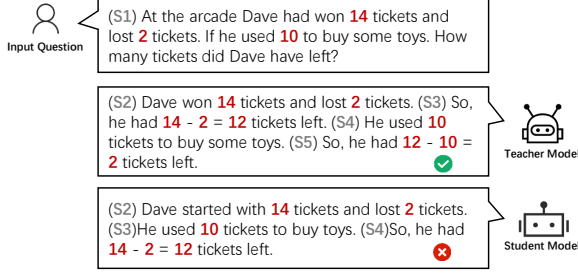 (S1) At the arcade Dave had won 14 tickets and
lost 2 tickets. If he used 10 to buy some toys. How
many tickets did Dave have left?
Input Question
(S2) Dave won 14 tickets and lost 2 tickets. (S3) So,
he had 14 - 2 = 12 tickets left. (S4) He used 10
tickets to buy some toys. (S5) So, he had 12 - 10 =
2 tickets left.
Teacher Model
(S2) Dave started with 14 tickets and lost 2 tickets.
(S3)He used 10 tickets to buy toys. (S4)So, he had
14 - 2 = 12 tickets left.
Student Model